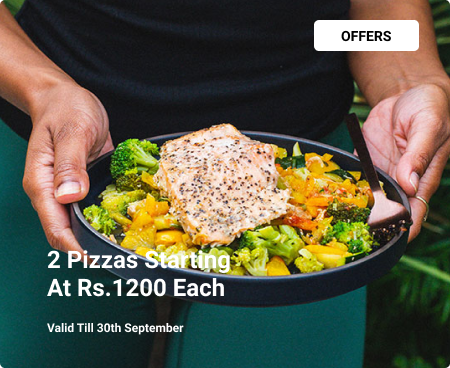 OFFERS
2 Pizzas Starting
At Rs.1200 Each
Valid Till 30th September